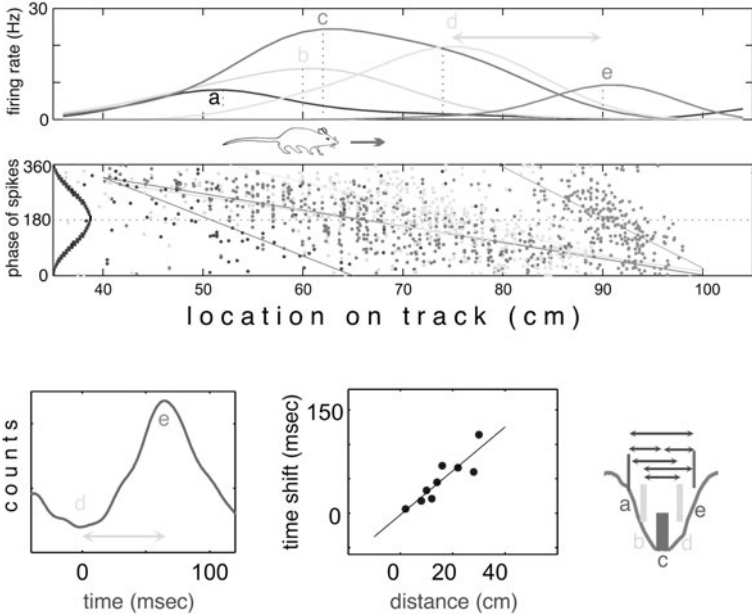 30
firing rate (Hz)
0
a
b
c
d
e
360
phase of spikes
180
0
35 40 50 60 70 80 90 100
location on track (cm)
counts
d
e
0 100
time (msec)
150
time shift (msec)
0
0 20 40
distance (cm)
a
e
b
d
c